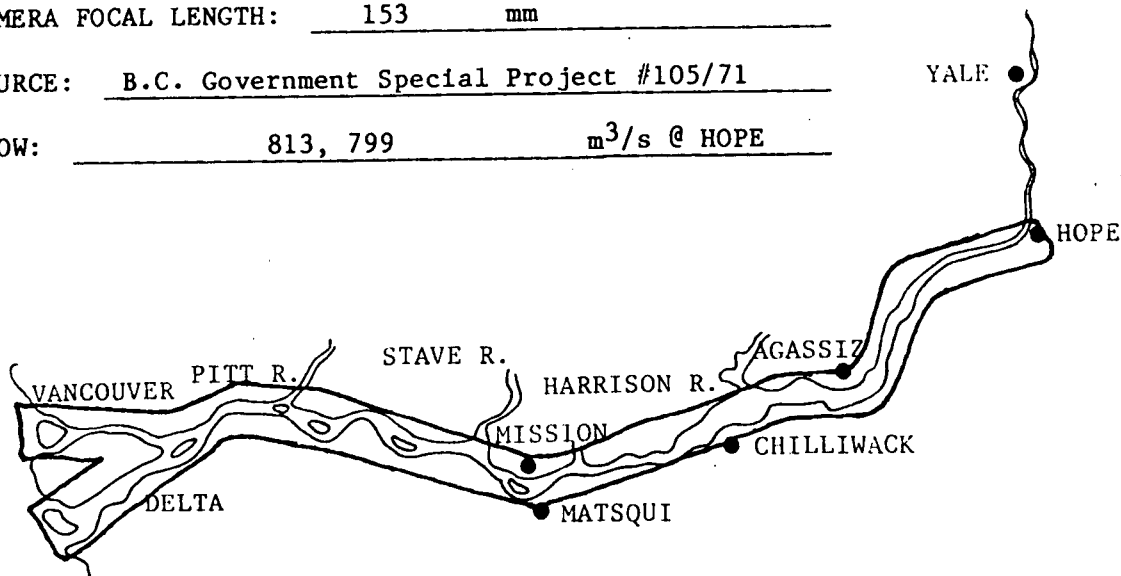 MERA FOCAL LENGTH: 153 mm
URCE: B.C. Government Special Project #105/71
OW: 813, 799 m³/s @ HOPE
YALE
HOPE
AGASSIZ
STAVE R.
PITT R.
HARRISON R.
VANCOUVER
MISSION
CHILLIWACK
DELTA
MATSQUI